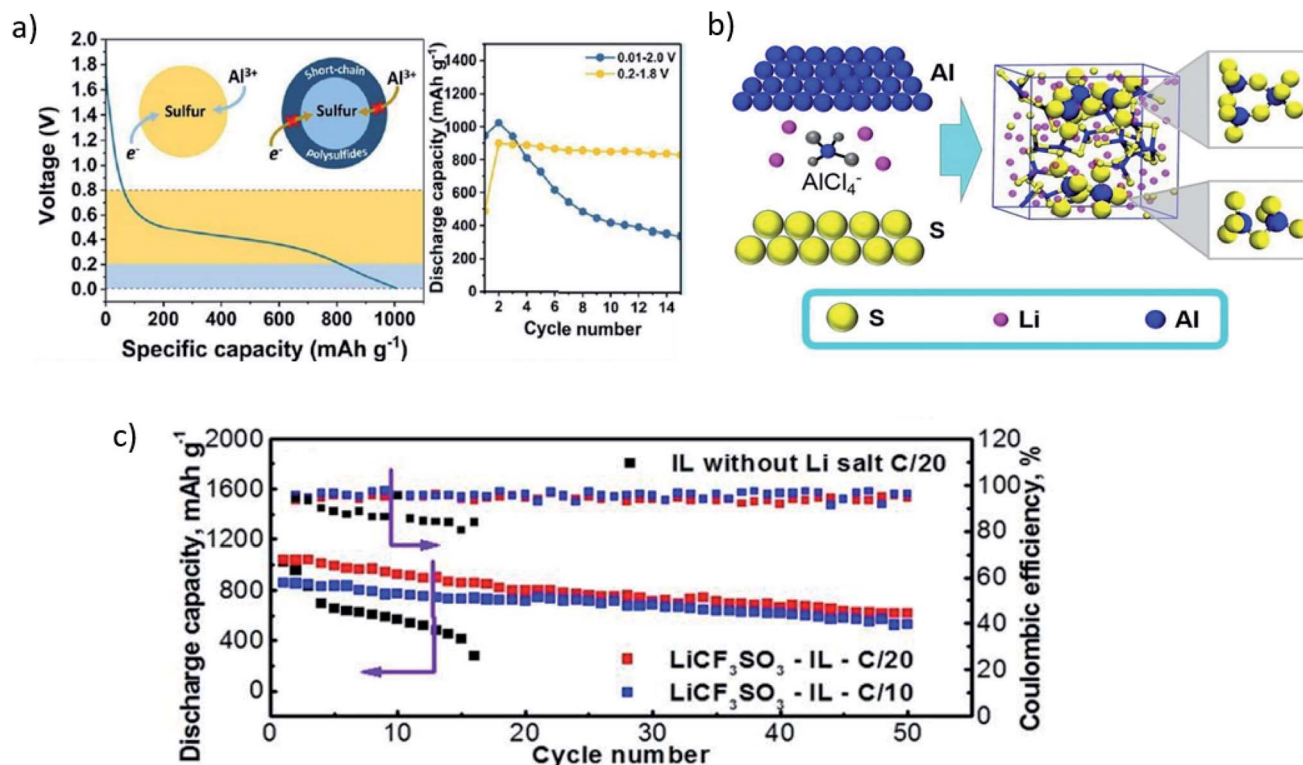 a)
2.0
1.8
1.6
1.4
1.2
1.0
0.8
0.6
0.4
0.2
0.0
Voltage (V)
Sulfur
Al³⁺
e⁻
Short-chain
Sulfur
polysulfides
Al³⁺
e⁻
0 200 400 600 800 1000
Specific capacity (mAh g⁻¹)
1400
1200
1000
800
600
400
200
0
Discharge capacity (mAh g⁻¹)
0.01-2.0 V
0.2-1.8 V
2 4 6 8 10 12 14
Cycle number
b)
Al
AlCl₄⁻
S
S Li Al
c)
2000
1600
1200
800
400
0
Discharge capacity, mAh g⁻¹
IL without Li salt C/20
LiCF₃SO₃ - IL - C/20
LiCF₃SO₃ - IL - C/10
120
100
80
60
40
20
0
Coulombic efficiency, %
0 10 20 30 40 50
Cycle number